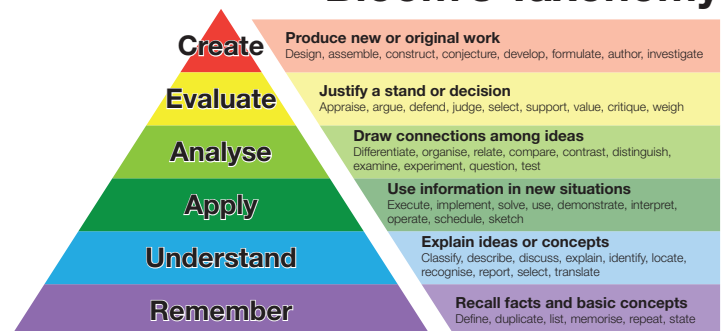 Bloom's Taxonomy
Create
Produce new or original work
Design, assemble, construct, conjecture, develop, formulate, author, investigate
Evaluate
Justify a stand or decision
Appraise, argue, defend, judge, select, support, value, critique, weigh
Analyse
Draw connections among ideas
Differentiate, organise, relate, compare, contrast, distinguish,
examine, experiment, question, test
Apply
Use information in new situations
Execute, implement, solve, use, demonstrate, interpret,
operate, schedule, sketch
Understand
Explain ideas or concepts
Classify, describe, discuss, explain, identify, locate,
recognise, report, select, translate
Remember
Recall facts and basic concepts
Define, duplicate, list, memorise, repeat, state